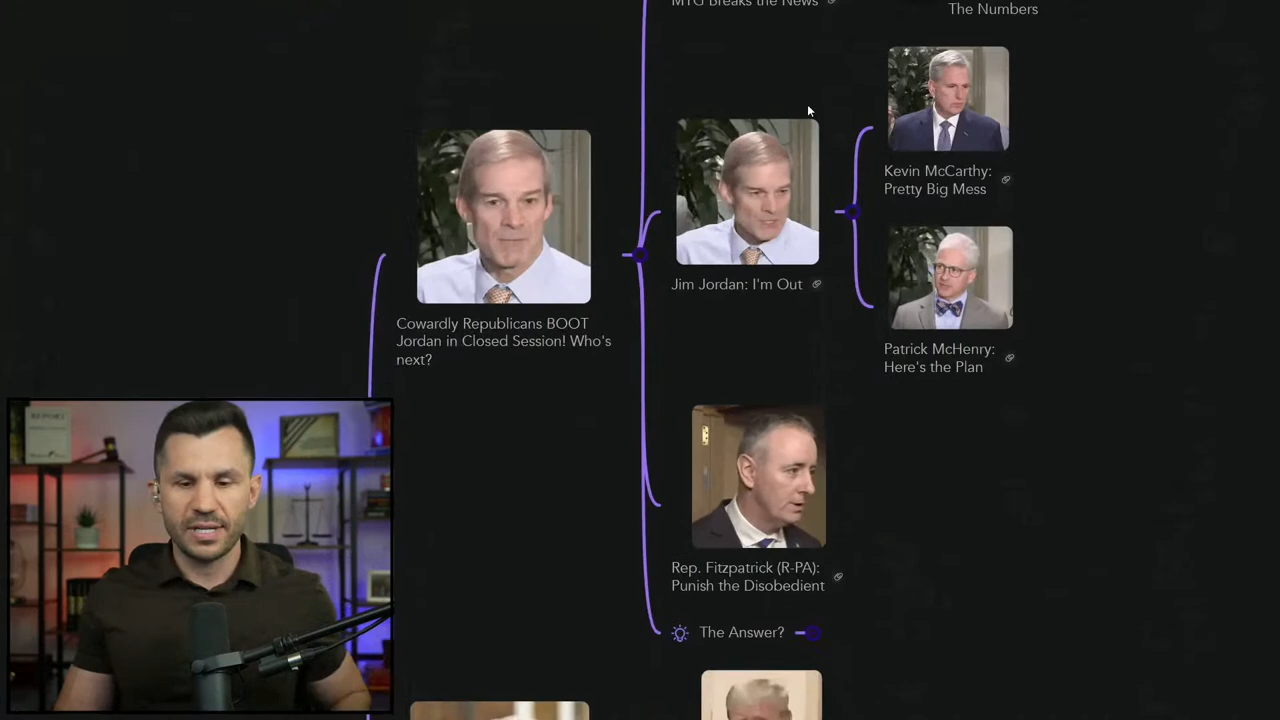 MTG Breaks the News
The Numbers
Kevin McCarthy:
Pretty Big Mess
Jim Jordan: I'm Out
Cowardly Republicans BOOT
Jordan in Closed Session! Who's
next?
Patrick McHenry:
Here's the Plan
REPORT
Rep. Fitzpatrick (R-PA):
Punish the Disobedient
The Answer?